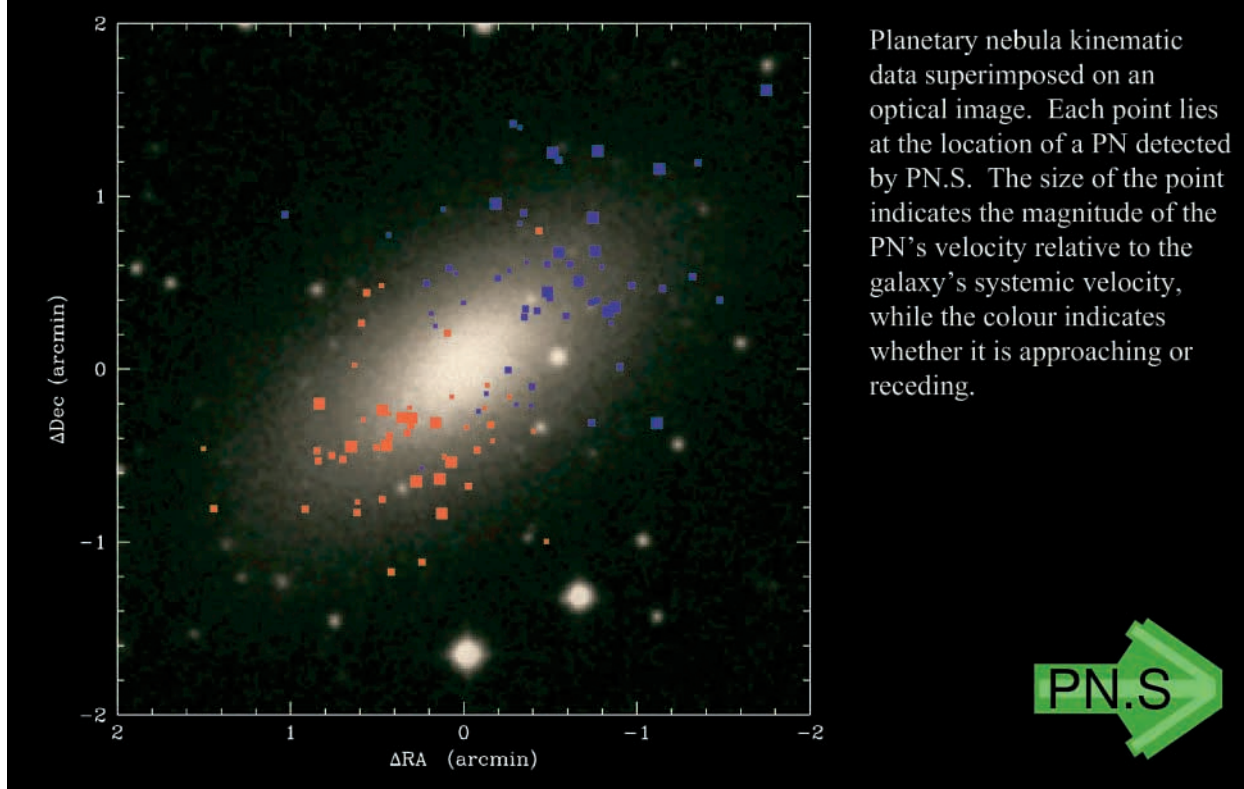 Planetary nebula kinematic
data superimposed on an
optical image. Each point lies
at the location of a PN detected
by PN.S. The size of the point
indicates the magnitude of the
PN's velocity relative to the
galaxy's systemic velocity,
while the colour indicates
whether it is approaching or
receding.
2
1
0
−1
−2
ΔDec (arcmin)
2
1
0
−1
−2
ΔRA (arcmin)
PN.S